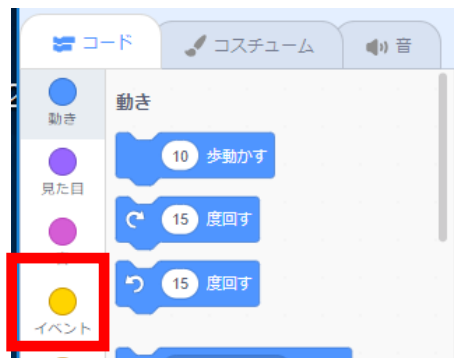 コード
コスチューム
音
動き
動き
10 歩動かす
見た目
15 度回す
15 度回す
イベント